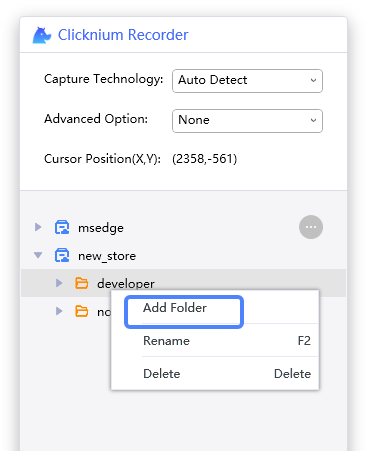 Clicknium Recorder
Capture Technology: Auto Detect
Advanced Option: None
Cursor Position(X,Y): (2358,-561)
msedge
new_store
developer
Add Folder
Rename F2
Delete Delete